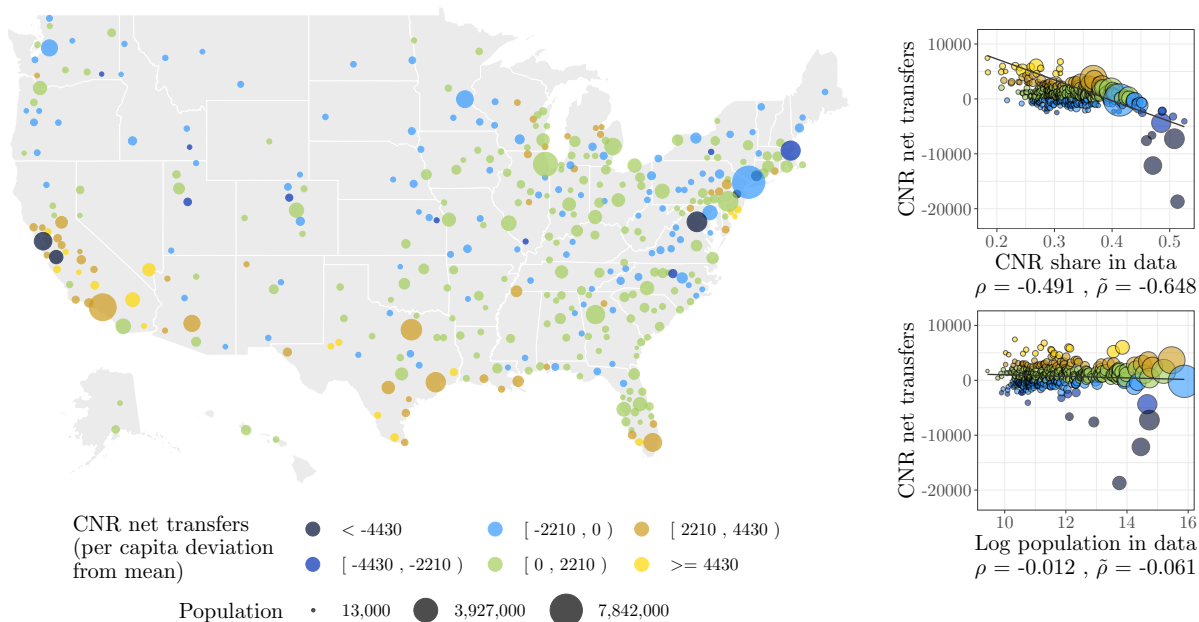 CNR net transfers
10000
0
-10000
-20000
0.2
0.3
0.4
0.5
CNR share in data
ρ = -0.491 , ρ̃ = -0.648
CNR net transfers
10000
0
-10000
-20000
10
12
14
16
Log population in data
ρ = -0.012 , ρ̃ = -0.061
CNR net transfers
(per capita deviation
from mean)
< -4430
[ -2210 , 0 )
[ 2210 , 4430 )
[ -4430 , -2210 )
[ 0 , 2210 )
>= 4430
Population
13,000
3,927,000
7,842,000